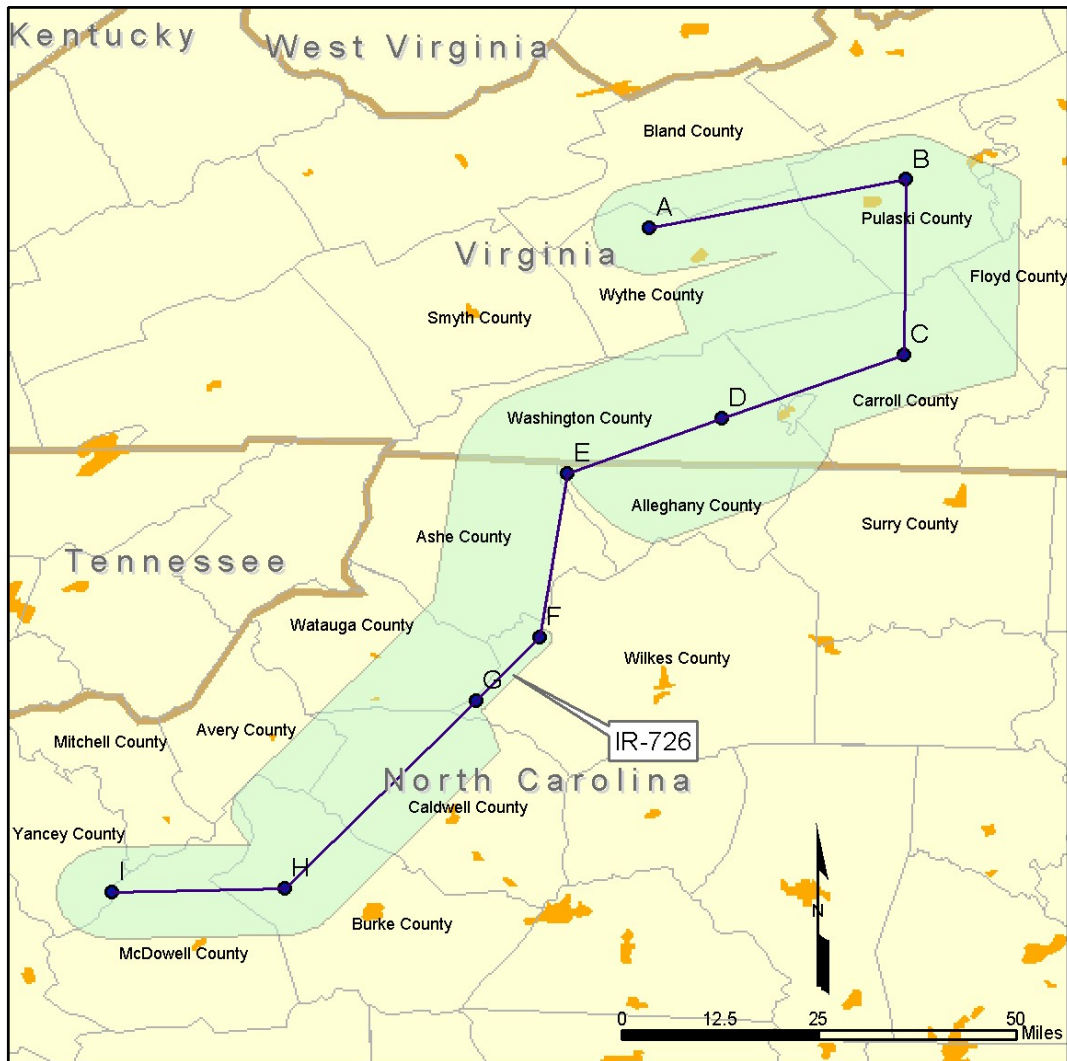 Kentucky
West Virginia
Bland County
B
A
Pulaski County
Virginia
Floyd County
Wythe County
Smyth County
C
Carroll County
D
Washington County
E
Alleghany County
Surry County
Ashe County
Tennessee
Watauga County
F
Wilkes County
G
Avery County
Mitchell County
IR-726
North Carolina
Caldwell County
Yancey County
I
H
N
Burke County
McDowell County
0 12.5 25 50
Miles